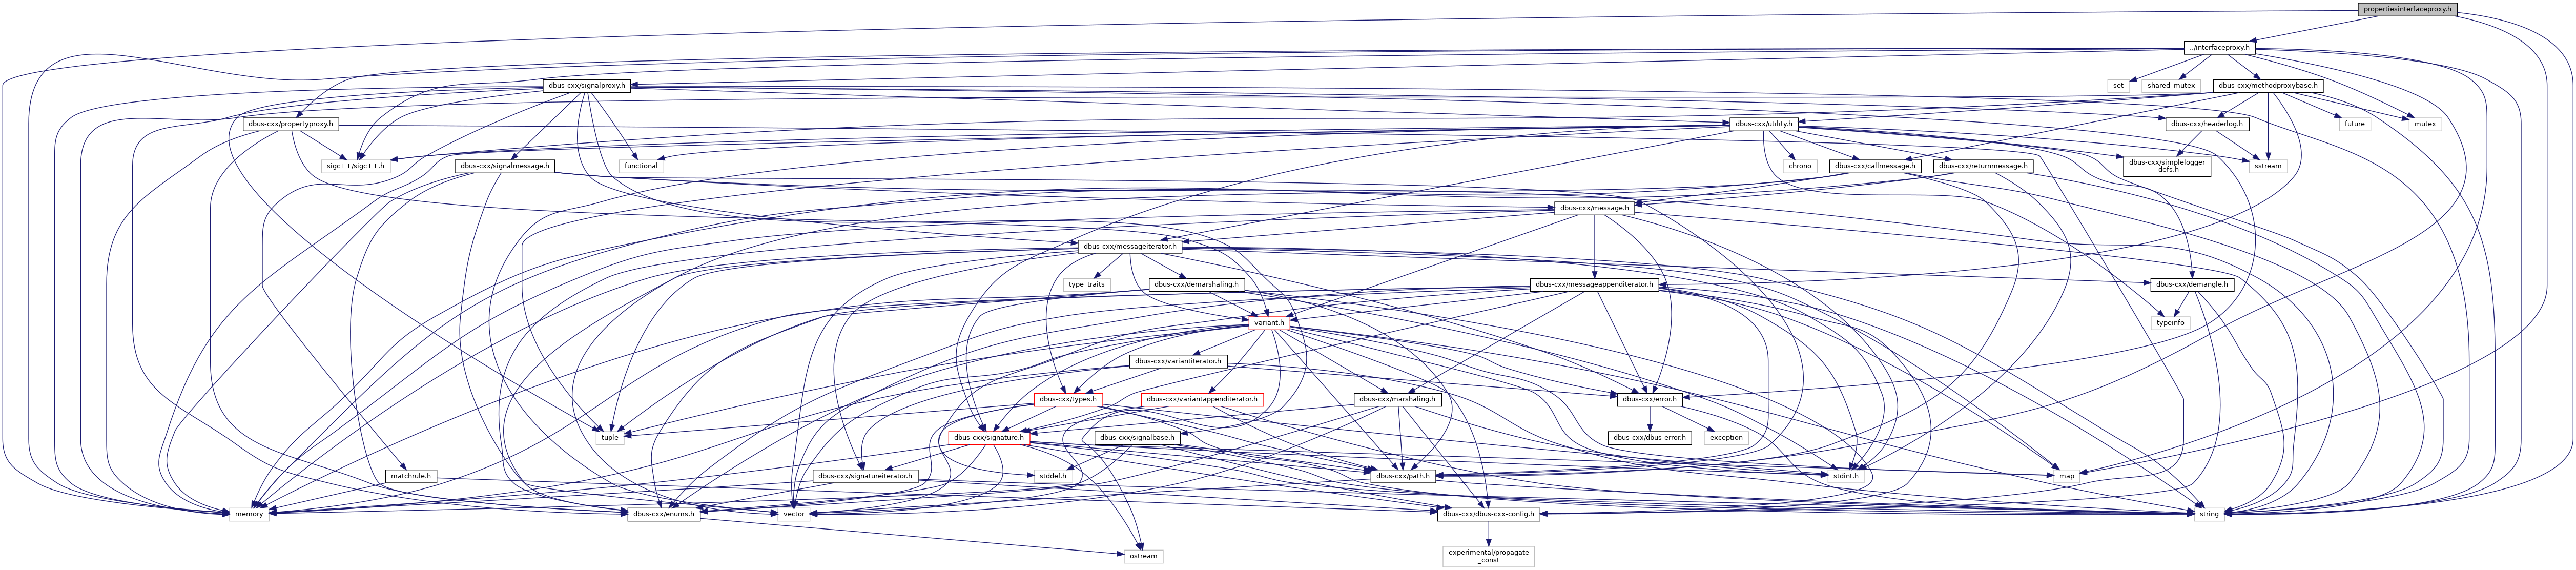 propertiesinterfaceproxy.h
../interfaceproxy.h
dbus-cxx/signalproxy.h
set
shared_mutex
dbus-cxx/methodproxybase.h
dbus-cxx/propertyproxy.h
dbus-cxx/utility.h
dbus-cxx/headerlog.h
future
mutex
sigc++/sigc++.h
dbus-cxx/signalmessage.h
functional
chrono
dbus-cxx/callmessage.h
dbus-cxx/returnmessage.h
dbus-cxx/simplelogger
_defs.h
sstream
dbus-cxx/message.h
dbus-cxx/messageiterator.h
type_traits
dbus-cxx/demarshaling.h
dbus-cxx/messageappenditerator.h
dbus-cxx/demangle.h
variant.h
typeinfo
dbus-cxx/variantiterator.h
dbus-cxx/types.h
dbus-cxx/variantappenditerator.h
dbus-cxx/marshaling.h
dbus-cxx/error.h
tuple
dbus-cxx/signature.h
dbus-cxx/signalbase.h
dbus-cxx/dbus-error.h
exception
matchrule.h
dbus-cxx/signatureiterator.h
stddef.h
dbus-cxx/path.h
stdint.h
map
memory
dbus-cxx/enums.h
vector
dbus-cxx/dbus-cxx-config.h
string
ostream
experimental/propagate
_const